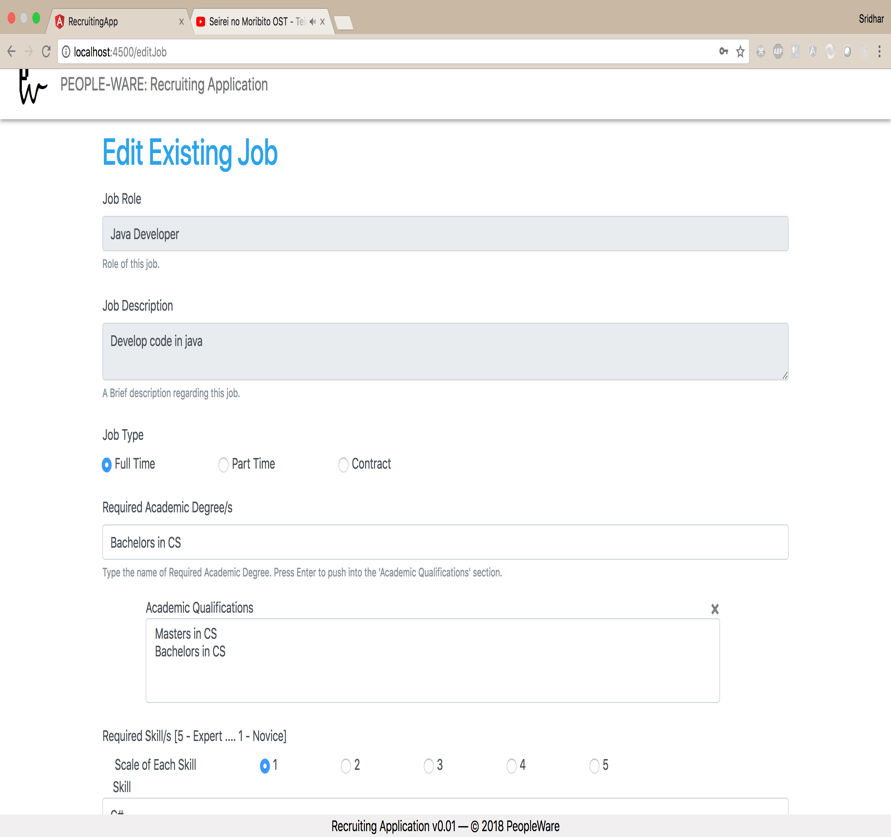 RecruitingApp
Seirei no Moribito OST - Tei
Sridhar
localhost:4500/editJob
PEOPLE-WARE: Recruiting Application
Edit Existing Job
Job Role
Java Developer
Role of this job.
Job Description
Develop code in java
A Brief description regarding this job.
Job Type
Full Time Part Time Contract
Required Academic Degree/s
Bachelors in CS
Type the name of Required Academic Degree. Press Enter to push into the 'Academic Qualifications' section.
Academic Qualifications
Masters in CS
Bachelors in CS
Required Skill/s [5 - Expert .... 1 - Novice]
Scale of Each Skill 1 2 3 4 5
Skill
C#
Recruiting Application v0.01 — © 2018 PeopleWare